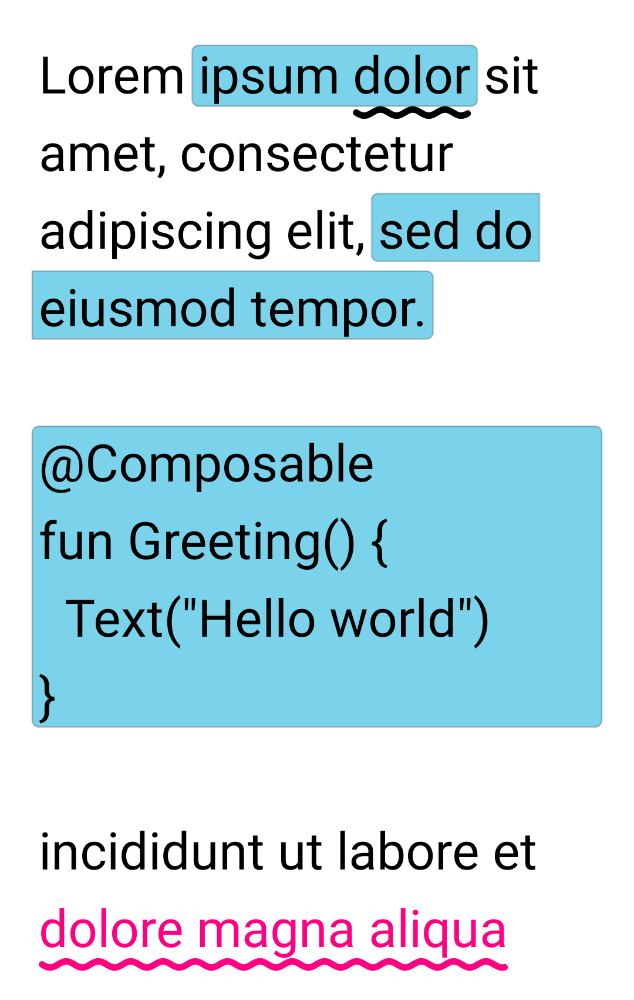 Lorem ipsum dolor sit
amet, consectetur
adipiscing elit, sed do
eiusmod tempor.
@Composable
fun Greeting() {
  Text("Hello world")
}
incididunt ut labore et
dolore magna aliqua